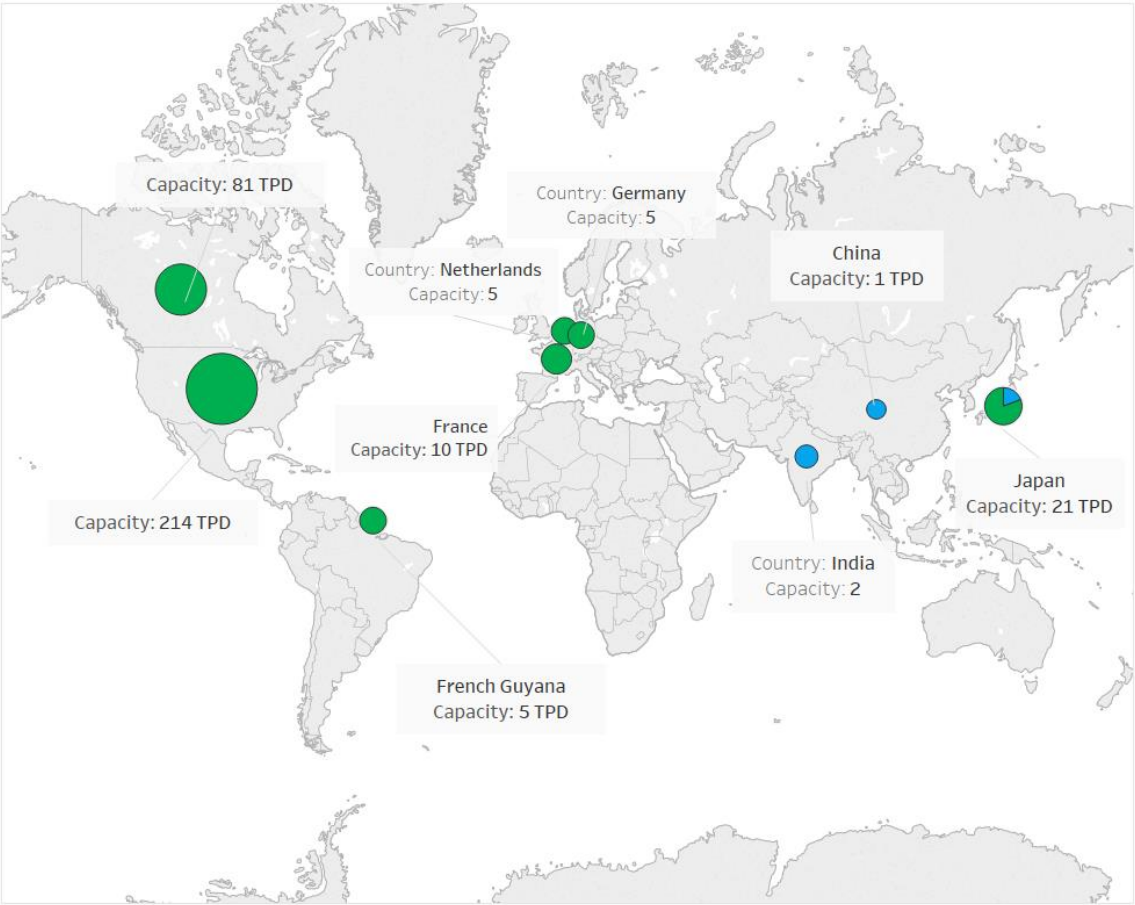 Capacity: 81 TPD
Country: Germany
Capacity: 5
China
Capacity: 1 TPD
Country: Netherlands
Capacity: 5
France
Capacity: 10 TPD
Japan
Capacity: 21 TPD
Capacity: 214 TPD
Country: India
Capacity: 2
French Guyana
Capacity: 5 TPD